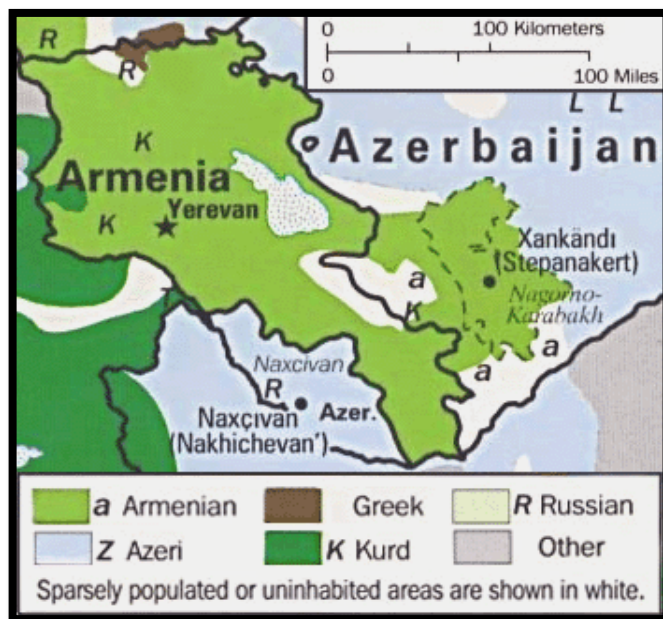 0 100 Kilometers
0 100 Miles
R
R
L L
Azerbaijan
K
Armenia
K
Yerevan
Xankändı
(Stepanakert)
a
K
Nagorno-
Karabakh
a
a
Naxcivan
R
Naxçıvan
(Nakhichevan')
Azer.
a Armenian
Greek
R Russian
Z Azeri
K Kurd
Other
Sparsely populated or uninhabited areas are shown in white.